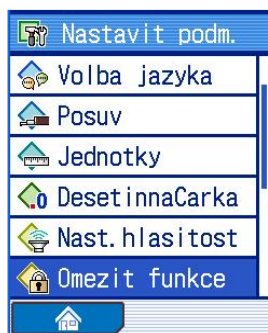 Nastavit podm.
Volba jazyka
Posuv
Jednotky
DesetinnaCarka
Nast.hlasitost
Omezit funkce